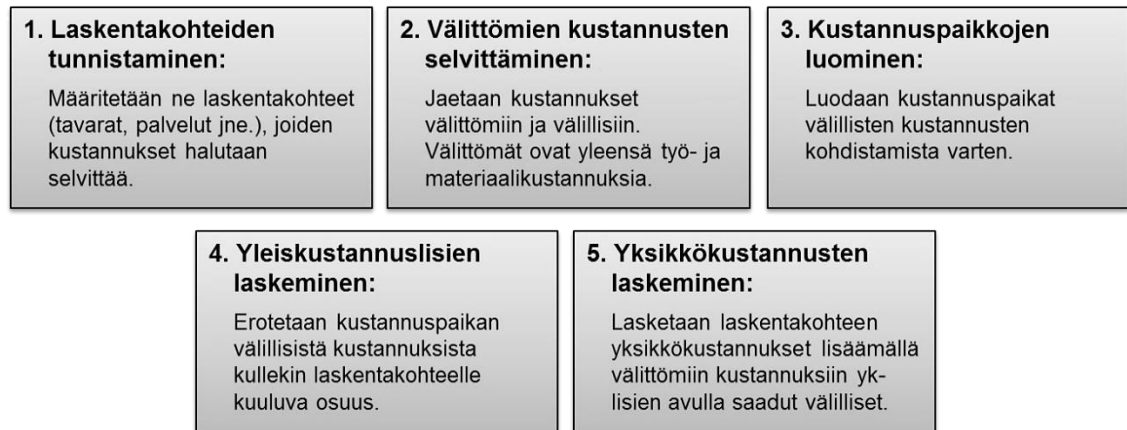 1. Laskentakohteiden
tunnistaminen:
Määritetään ne laskentakohteet
(tavarat, palvelut jne.), joiden
kustannukset halutaan
selvittää.
2. Välittömien kustannusten
selvittäminen:
Jaetaan kustannukset
välittömiin ja välillisiin.
Välittömät ovat yleensä työ- ja
materiaalikustannuksia.
3. Kustannuspaikkojen
luominen:
Luodaan kustannuspaikat
välillisten kustannusten
kohdistamista varten.
4. Yleiskustannuslisien
laskeminen:
Erotetaan kustannuspaikan
välillisistä kustannuksista
kullekin laskentakohteelle
kuuluva osuus.
5. Yksikkökustannusten
laskeminen:
Lasketaan laskentakohteen
yksikkökustannukset lisäämällä
välittömiin kustannuksiin yk-
lisien avulla saadut välilliset.